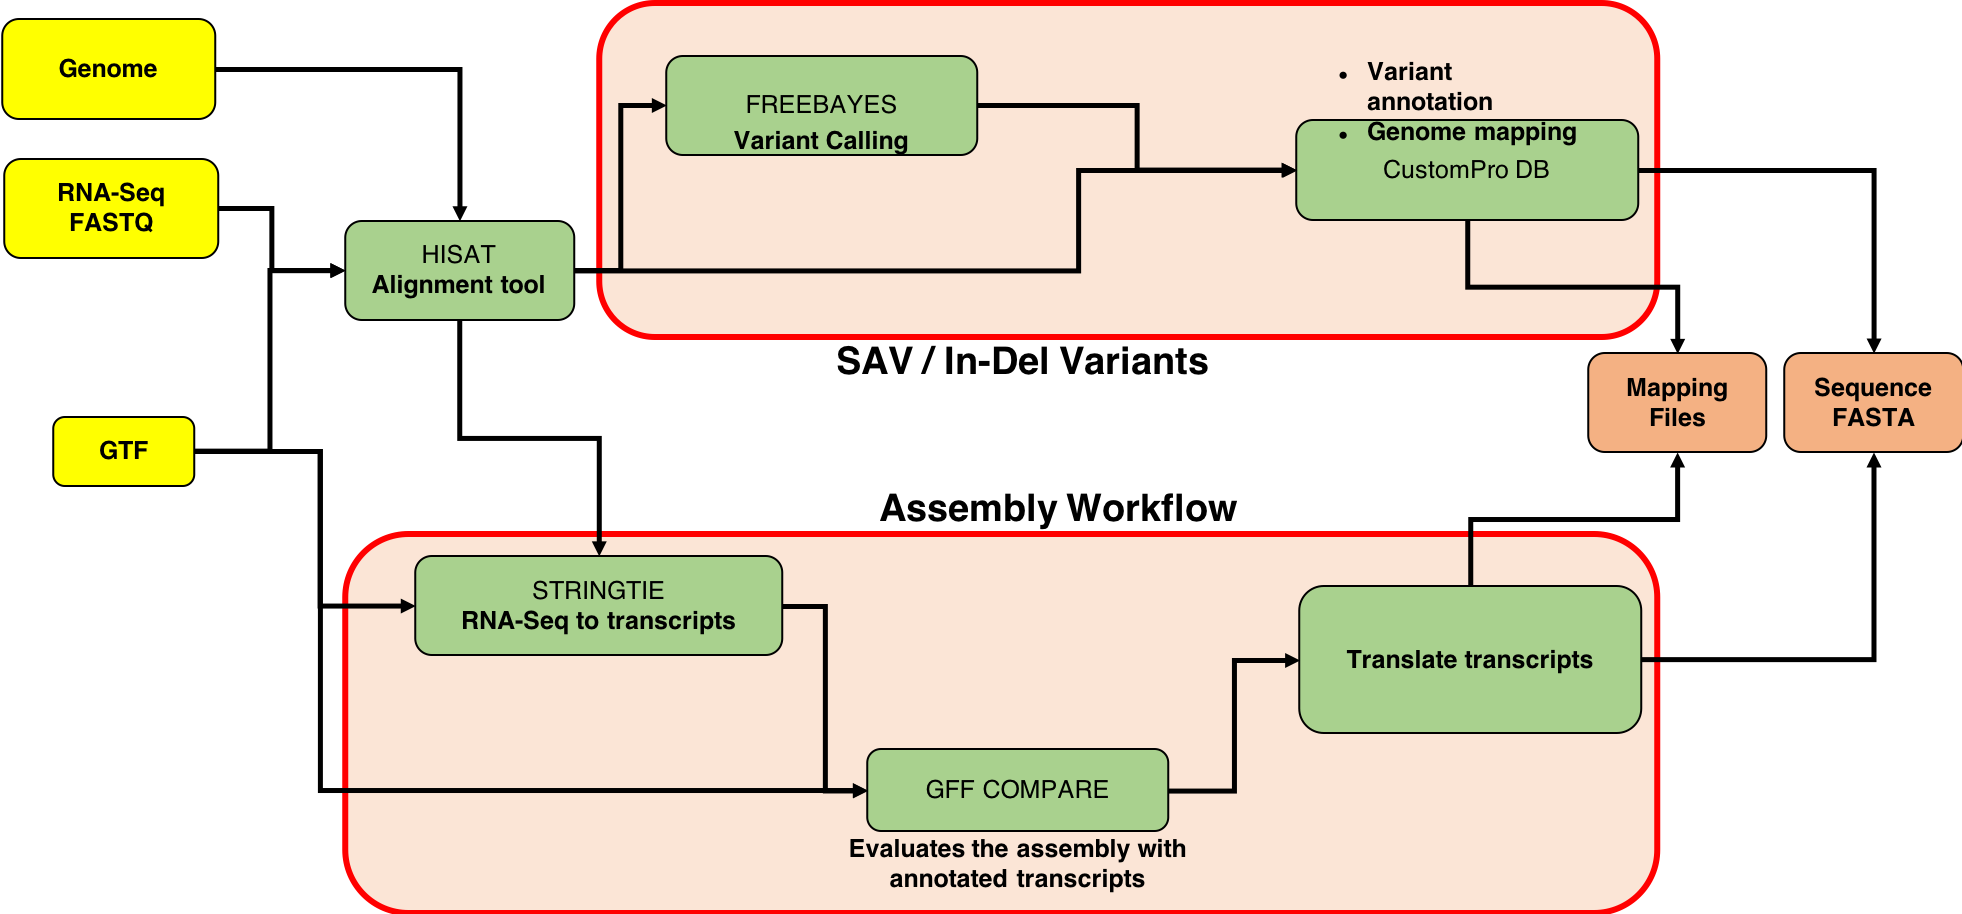 Genome
RNA-Seq
FASTQ
GTF
HISAT
Alignment tool
FREEBAYES
Variant Calling
• Variant
annotation
• Genome mapping
CustomPro DB
SAV / In-Del Variants
Mapping
Files
Sequence
FASTA
Assembly Workflow
STRINGTIE
RNA-Seq to transcripts
GFF COMPARE
Evaluates the assembly with
annotated transcripts
Translate transcripts